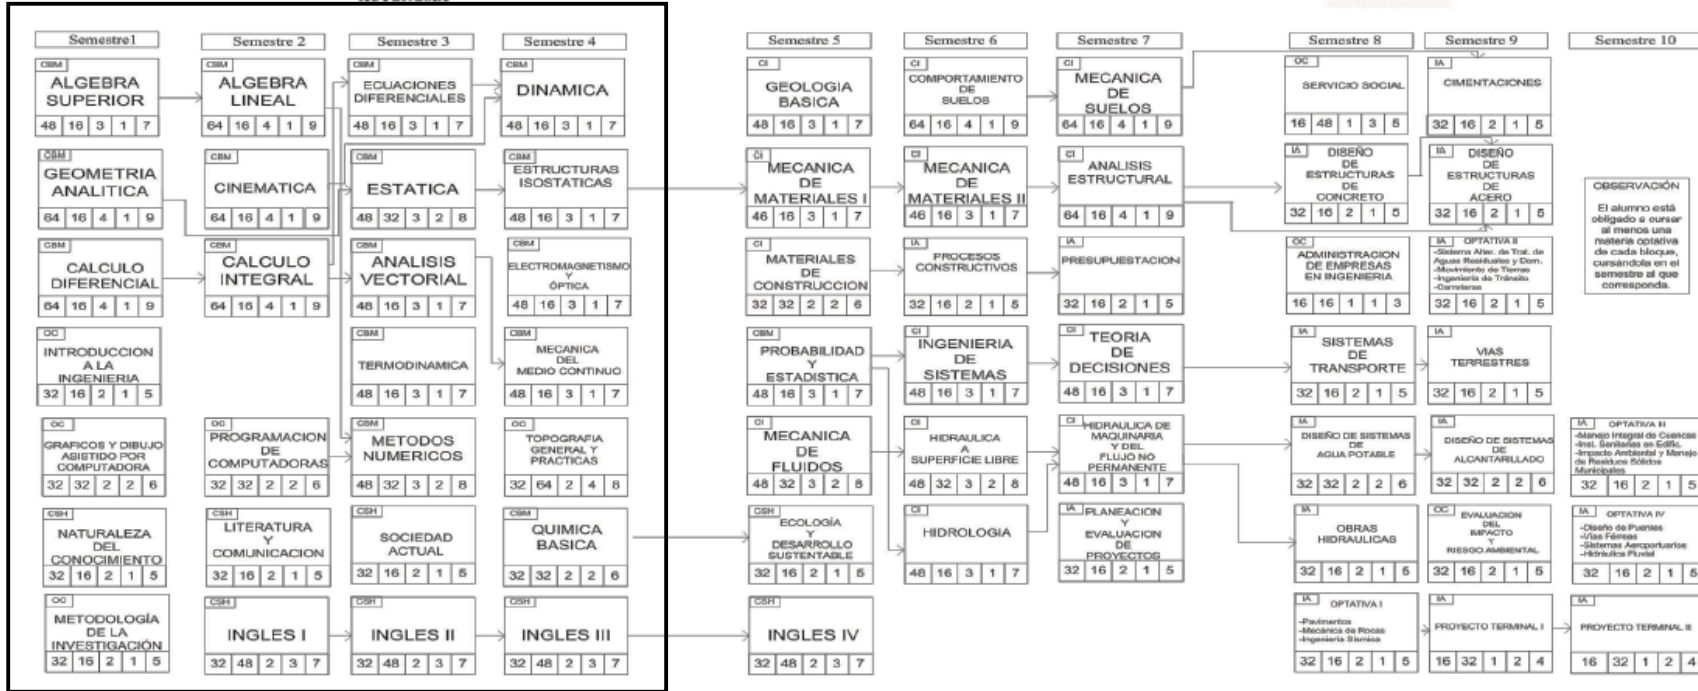 Semestre1
CBM
ALGEBRA
SUPERIOR
48 16 3 1 7
CBM
GEOMETRIA
ANALITICA
64 16 4 1 9
CBM
CALCULO
DIFERENCIAL
64 16 4 1 9
OC
INTRODUCCION
A LA
INGENIERIA
32 16 2 1 5
OC
GRAFICOS Y DIBUJO
ASISTIDO POR
COMPUTADORA
32 32 2 2 6
CSH
NATURALEZA
DEL
CONOCIMIENTO
32 16 2 1 5
OC
METODOLOGÍA
DE LA
INVESTIGACIÓN
32 16 2 1 5
Semestre 2
CBM
ALGEBRA
LINEAL
64 16 4 1 9
CBM
CINEMATICA
64 16 4 1 9
CBM
CALCULO
INTEGRAL
64 16 4 1 9
OC
PROGRAMACION
DE
COMPUTADORAS
32 32 2 2 6
CSH
LITERATURA
Y
COMUNICACION
32 16 2 1 5
CSH
INGLES I
32 48 2 3 7
Semestre 3
CBM
ECUACIONES
DIFERENCIALES
48 16 3 1 7
CBM
ESTATICA
48 32 3 2 8
CBM
ANALISIS
VECTORIAL
48 16 3 1 7
CBM
TERMODINAMICA
48 16 3 1 7
CBM
METODOS
NUMERICOS
48 32 3 2 8
CSH
SOCIEDAD
ACTUAL
32 16 2 1 5
CSH
INGLES II
32 48 2 3 7
Semestre 4
CBM
DINAMICA
48 16 3 1 7
CBM
ESTRUCTURAS
ISOSTATICAS
48 16 3 1 7
CBM
ELECTROMAGNETISMO
Y
ÓPTICA
48 16 3 1 7
CBM
MECANICA
DEL
MEDIO CONTINUO
48 16 3 1 7
OC
TOPOGRAFIA
GENERAL Y
PRACTICAS
32 64 2 4 8
CBM
QUIMICA
BASICA
32 32 2 2 6
CSH
INGLES III
32 48 2 3 7
Semestre 5
CI
GEOLOGIA
BASICA
48 16 3 1 7
CI
MECANICA
DE
MATERIALES I
46 16 3 1 7
CI
MATERIALES
DE
CONSTRUCCION
32 32 2 2 6
CBM
PROBABILIDAD
Y
ESTADÍSTICA
48 16 3 1 7
CI
MECANICA
DE
FLUIDOS
48 32 3 2 8
CSH
ECOLOGÍA
Y
DESARROLLO
SUSTENTABLE
32 16 2 1 5
CSH
INGLES IV
32 48 2 3 7
Semestre 6
CI
COMPORTAMIENTO
DE
SUELOS
64 16 4 1 9
CI
MECANICA
DE
MATERIALES II
46 16 3 1 7
IA
PROCESOS
CONSTRUCTIVOS
32 16 2 1 5
CI
INGENIERIA
DE
SISTEMAS
48 16 3 1 7
CI
HIDRAULICA
A
SUPERFICIE LIBRE
48 32 3 2 8
CI
HIDROLOGIA
48 16 3 1 7
Semestre 7
CI
MECANICA
DE
SUELOS
64 16 4 1 9
CI
ANALISIS
ESTRUCTURAL
64 16 4 1 9
IA
PRESUPUESTACION
32 16 2 1 5
CI
TEORIA
DE
DECISIONES
48 16 3 1 7
CI
HIDRAULICA DE
MAQUINARIA
Y DEL
FLUJO NO
PERMANENTE
48 16 3 1 7
IA
PLANEACION
Y
EVALUACION
DE
PROYECTOS
32 16 2 1 5
Semestre 8
OC
SERVICIO SOCIAL
16 48 1 3 5
IA
DISEÑO
DE
ESTRUCTURAS
DE
CONCRETO
32 16 2 1 5
OC
ADMINISTRACION
DE EMPRESAS
EN INGENIERIA
16 16 1 1 3
IA
SISTEMAS
DE
TRANSPORTE
32 16 2 1 5
IA
DISEÑO DE SISTEMAS
DE
AGUA POTABLE
32 32 2 2 6
IA
OBRAS
HIDRAULICAS
32 16 2 1 5
IA
OPTATIVA I
-Pavimentos
-Mecánica de Rocas
-Ingeniería Sísmica
32 16 2 1 5
Semestre 9
IA
CIMENTACIONES
32 16 2 1 5
IA
DISEÑO
DE
ESTRUCTURAS
DE
ACERO
32 16 2 1 5
IA
OPTATIVA II
-Sistema Alter. de Trat. de
Aguas Residuales y Dom.
-Movimiento de Tierras
-Ingeniería de Tránsito
-Carreteras
32 16 2 1 5
IA
VIAS
TERRESTRES
32 16 2 1 5
IA
DISEÑO DE SISTEMAS
DE
ALCANTARILLADO
32 32 2 2 6
OC
EVALUACION
DEL
IMPACTO
Y
RIESGO AMBIENTAL
32 16 2 1 5
IA
PROYECTO TERMINAL I
16 32 1 2 4
Semestre 10
OBSERVACIÓN
El alumno está
obligado a cursar
al menos una
materia optativa
de cada bloque,
cursándola en el
semestre al que
corresponda.
IA
OPTATIVA III
-Manejo Integral de Cuencas
-Inst. Sanitarias en Edific.
-Impacto Ambiental y Manejo
de Residuos Sólidos
Municipales
32 16 2 1 5
IA
OPTATIVA IV
-Diseño de Puentes
-Vías Férreas
-Sistemas Aeroportuarios
-Hidráulica Fluvial
32 16 2 1 5
IA
PROYECTO TERMINAL II
16 32 1 2 4